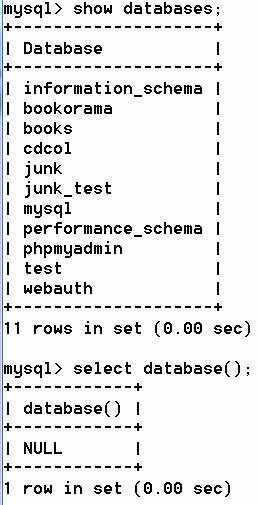 mysql> show databases;
+--------------------+
| Database           |
+--------------------+
| information_schema |
| bookorama          |
| books              |
| cdcol              |
| junk               |
| junk_test          |
| mysql              |
| performance_schema |
| phpmyadmin         |
| test               |
| webauth            |
+--------------------+
11 rows in set (0.00 sec)
mysql> select database();
+------------+
| database() |
+------------+
| NULL       |
+------------+
1 row in set (0.00 sec)